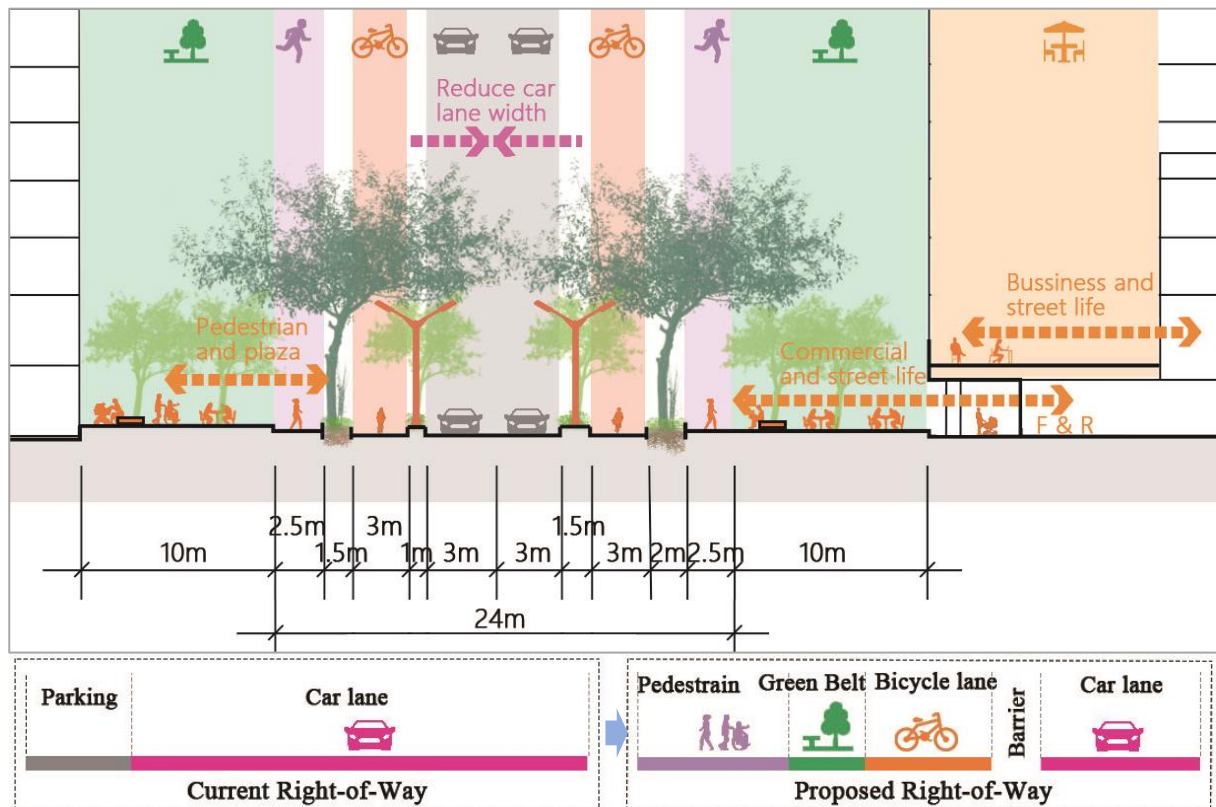 Reduce car
lane width
Pedestrian
and plaza
Bussiness and
street life
Commercial
and street life
F & R
2.5m
3m
1.5m
10m
1.5m
1m
3m
3m
3m
2m
2.5m
10m
24m
Parking
Car lane
Current Right-of-Way
Pedestrain
Green Belt
Bicycle lane
Barrier
Car lane
Proposed Right-of-Way